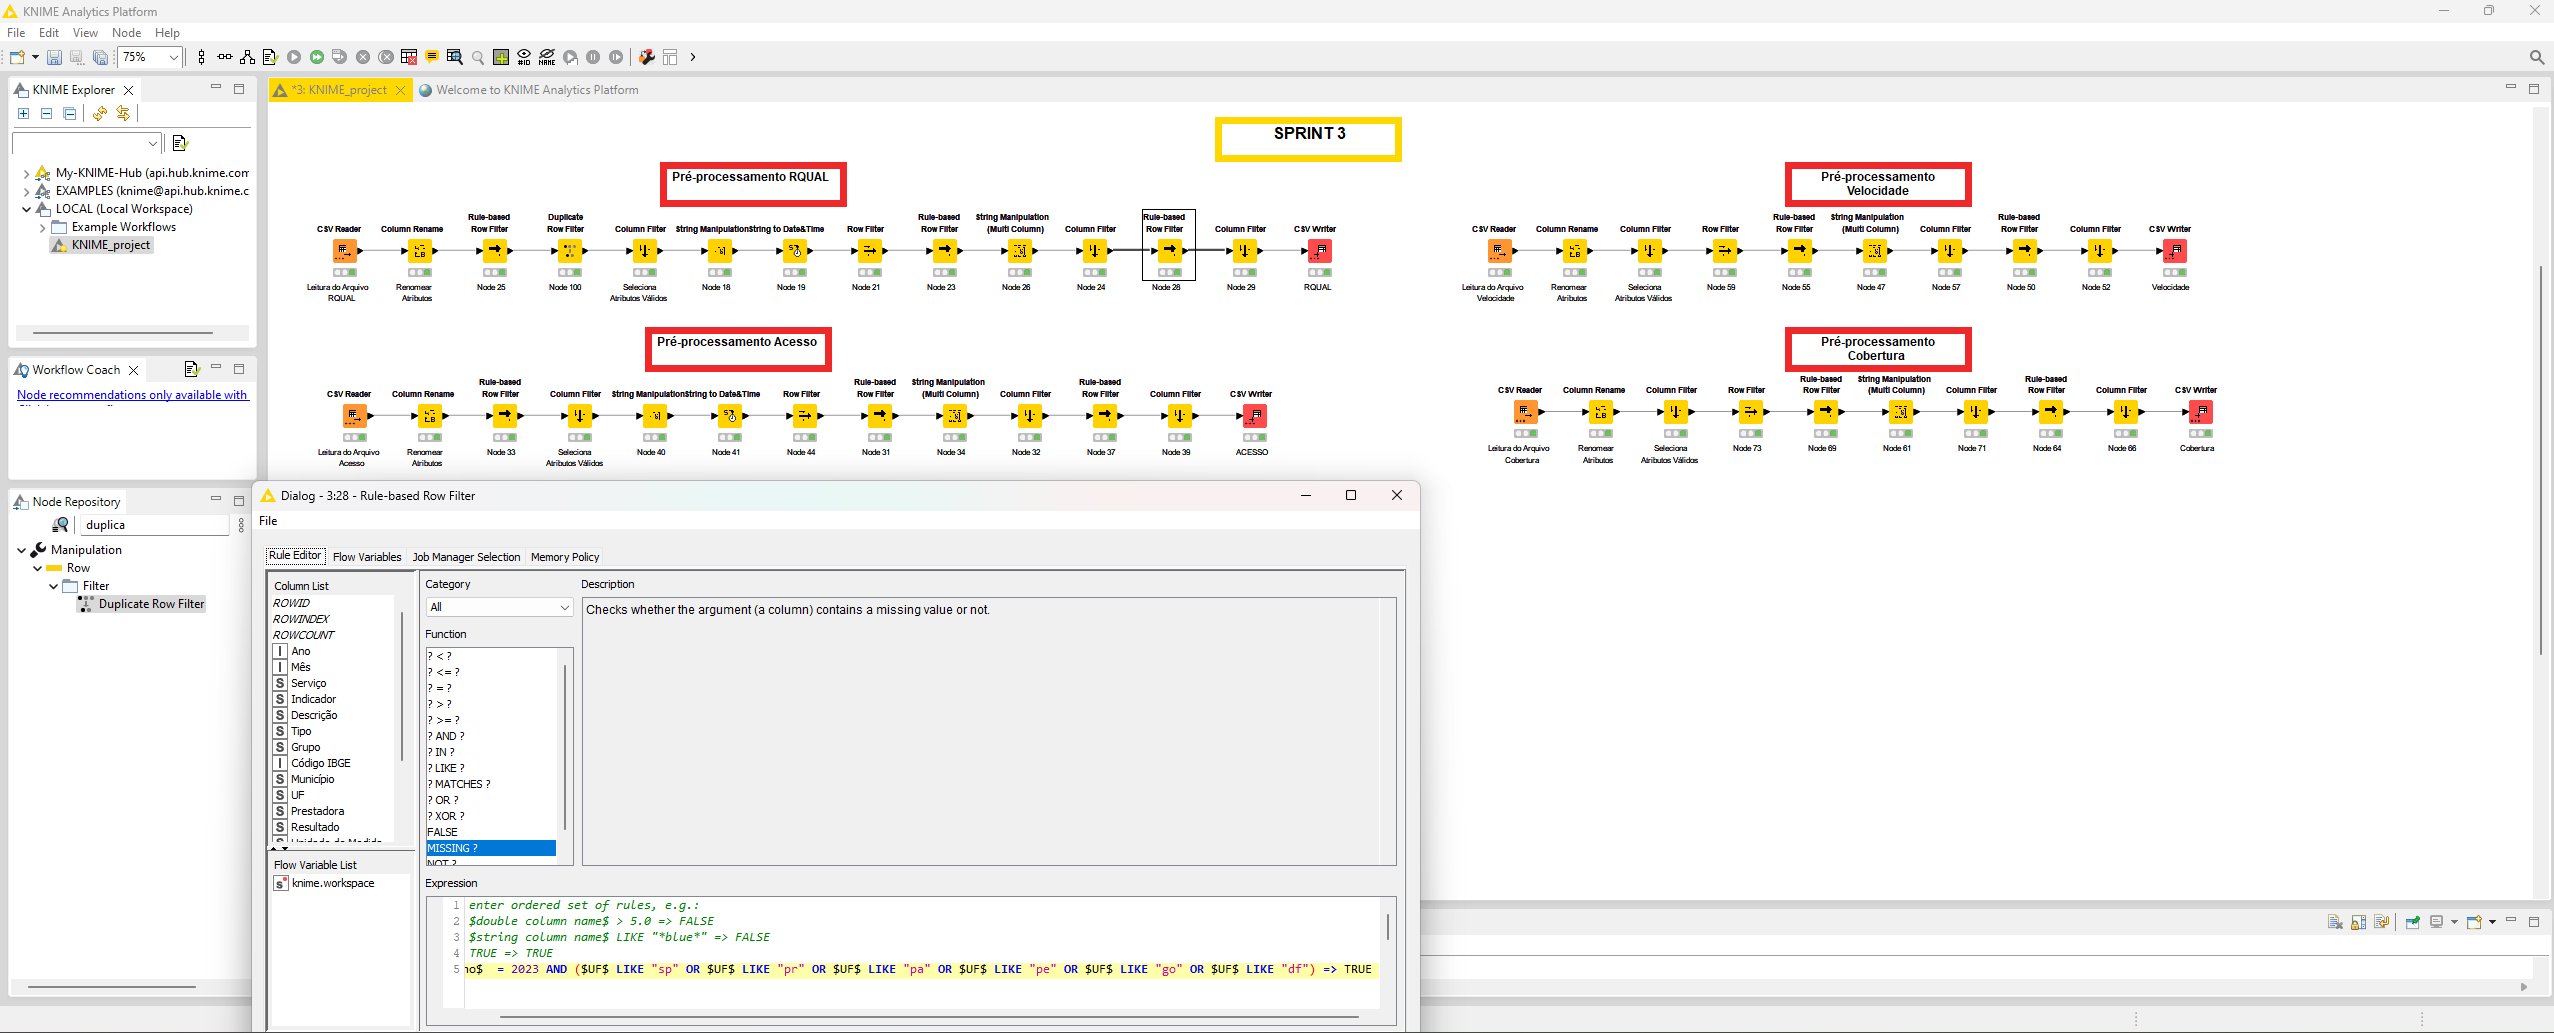 KNIME Analytics Platform
File Edit View Node Help
75%
#ID
NAME
KNIME Explorer
My-KNIME-Hub (api.hub.knime.com
EXAMPLES (knime@api.hub.knime.c
LOCAL (Local Workspace)
Example Workflows
KNIME_project
Workflow Coach
Node recommendations only available with
Node Repository
duplica
Manipulation
Row
Filter
Duplicate Row Filter
*3: KNIME_project
Welcome to KNIME Analytics Platform
SPRINT 3
Pré-processamento RQUAL
CSV Reader
Leitura do Arquivo
RQUAL
Column Rename
Renomear
Atributos
Rule-based
Row Filter
Node 25
Duplicate
Row Filter
Node 100
Column Filter
Seleciona
Atributos Válidos
String Manipulation
Node 18
String to Date&Time
Node 19
Row Filter
Node 21
Rule-based
Row Filter
Node 23
String Manipulation
(Multi Column)
Node 26
Column Filter
Node 24
Rule-based
Row Filter
Node 28
Column Filter
Node 29
CSV Writer
RQUAL
Pré-processamento
Velocidade
CSV Reader
Leitura do Arquivo
Velocidade
Column Rename
Renomear
Atributos
Column Filter
Seleciona
Atributos Válidos
Row Filter
Node 59
Rule-based
Row Filter
Node 55
String Manipulation
(Multi Column)
Node 47
Column Filter
Node 57
Rule-based
Row Filter
Node 50
Column Filter
Node 52
CSV Writer
Velocidade
Pré-processamento Acesso
CSV Reader
Leitura do Arquivo
Acesso
Column Rename
Renomear
Atributos
Rule-based
Row Filter
Node 33
Column Filter
Seleciona
Atributos Válidos
String Manipulation
Node 40
String to Date&Time
Node 41
Row Filter
Node 44
Rule-based
Row Filter
Node 31
String Manipulation
(Multi Column)
Node 34
Column Filter
Node 32
Rule-based
Row Filter
Node 37
Column Filter
Node 39
CSV Writer
ACESSO
Pré-processamento
Cobertura
CSV Reader
Leitura do Arquivo
Cobertura
Column Rename
Renomear
Atributos
Column Filter
Seleciona
Atributos Válidos
Row Filter
Node 73
Rule-based
Row Filter
Node 69
String Manipulation
(Multi Column)
Node 61
Column Filter
Node 71
Rule-based
Row Filter
Node 64
Column Filter
Node 66
CSV Writer
Cobertura
Dialog - 3:28 - Rule-based Row Filter
File
Rule Editor Flow Variables Job Manager Selection Memory Policy
Column List
ROWID
ROWINDEX
ROWCOUNT
I Ano
I Mês
S Serviço
S Indicador
S Descrição
S Tipo
S Grupo
I Código IBGE
S Município
S UF
S Prestadora
S Resultado
S Unidade de Medida
Flow Variable List
s knime.workspace
Category
All
Function
? < ?
? <= ?
? = ?
? > ?
? >= ?
? AND ?
? IN ?
? LIKE ?
? MATCHES ?
? OR ?
? XOR ?
FALSE
MISSING ?
NOT ?
Description
Checks whether the argument (a column) contains a missing value or not.
Expression
1 enter ordered set of rules, e.g.:
2 $double column name$ > 5.0 => FALSE
3 $string column name$ LIKE "*blue*" => FALSE
4 TRUE => TRUE
5 no$ = 2023 AND ($UF$ LIKE "sp" OR $UF$ LIKE "pr" OR $UF$ LIKE "pa" OR $UF$ LIKE "pe" OR $UF$ LIKE "go" OR $UF$ LIKE "df") => TRUE